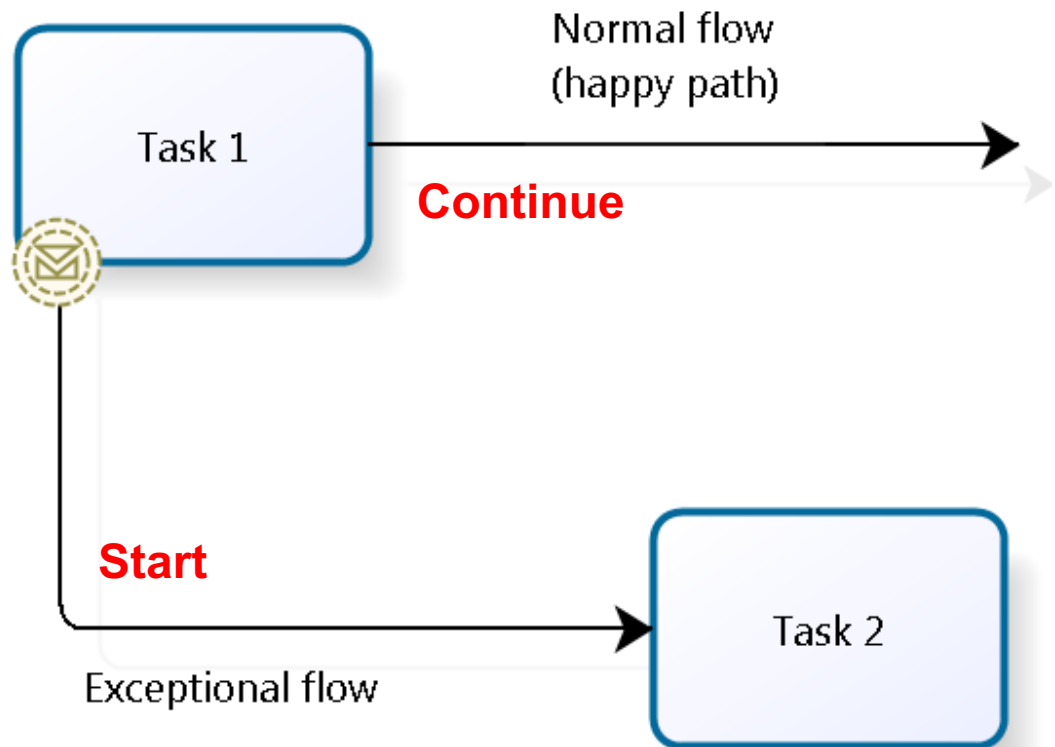 Normal flow
(happy path)
Task 1
Continue
Start
Task 2
Exceptional flow